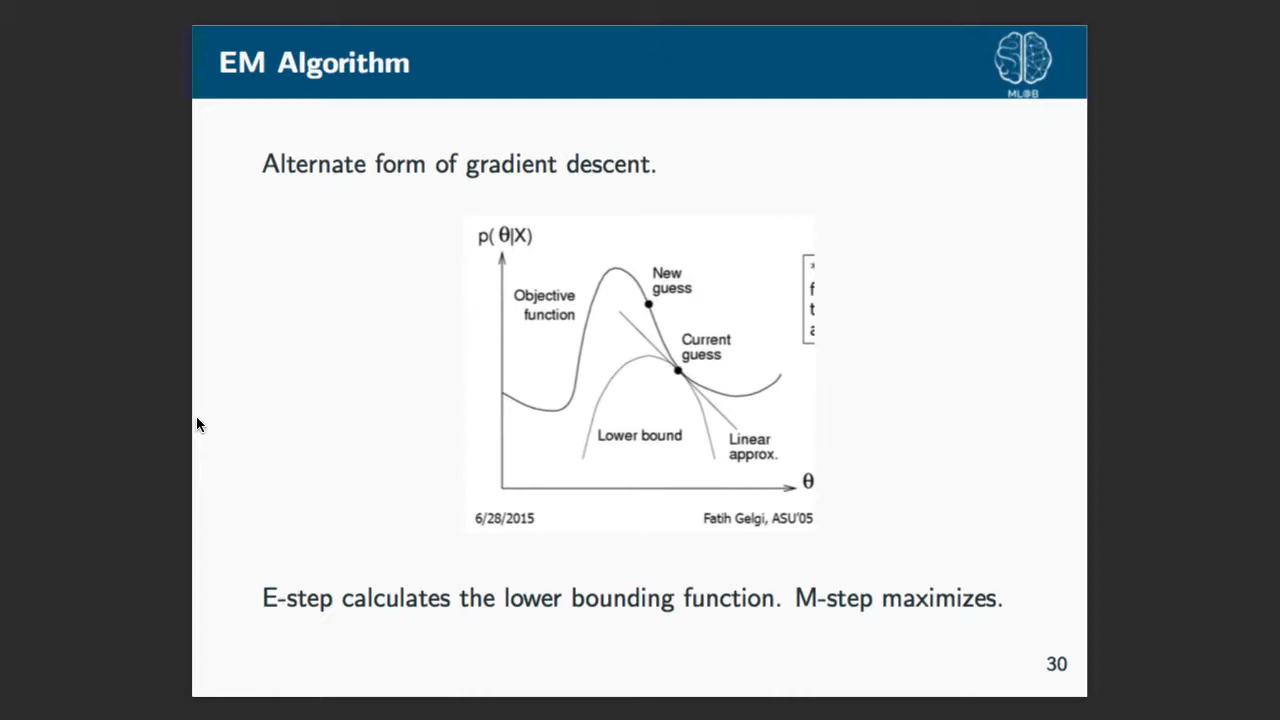 EM Algorithm
ML@B
Alternate form of gradient descent.
p( θ|X)
New
guess
Objective
function
Current
guess
Lower bound
Linear
approx.
θ
6/28/2015
Fatih Gelgi, ASU'05
E-step calculates the lower bounding function. M-step maximizes.
30